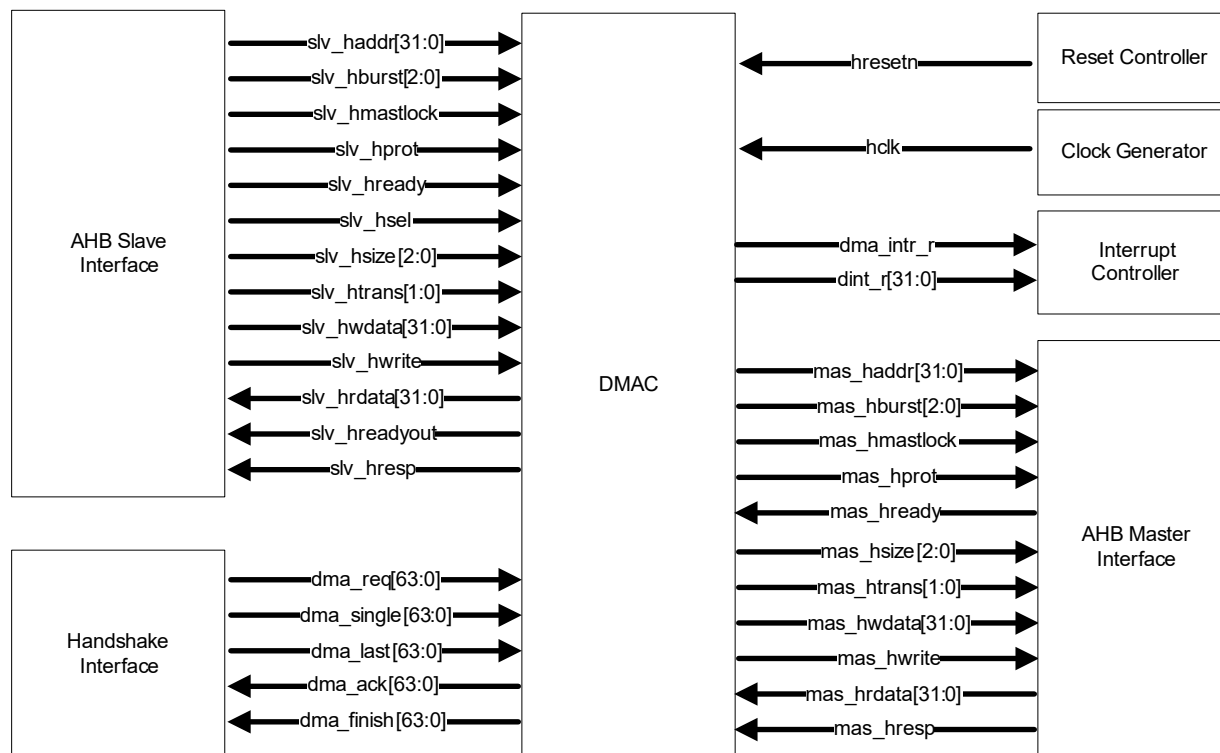 AHB Slave
Interface
slv_haddr[31:0]
slv_hburst[2:0]
slv_hmastlock
slv_hprot
slv_hready
slv_hsel
slv_hsize[2:0]
slv_htrans[1:0]
slv_hwdata[31:0]
slv_hwrite
slv_hrdata[31:0]
slv_hreadyout
slv_hresp
Handshake
Interface
dma_req[63:0]
dma_single[63:0]
dma_last[63:0]
dma_ack[63:0]
dma_finish[63:0]
DMAC
hresetn
Reset Controller
hclk
Clock Generator
dma_intr_r
dint_r[31:0]
Interrupt
Controller
mas_haddr[31:0]
mas_hburst[2:0]
mas_hmastlock
mas_hprot
mas_hready
mas_hsize[2:0]
mas_htrans[1:0]
mas_hwdata[31:0]
mas_hwrite
mas_hrdata[31:0]
mas_hresp
AHB Master
Interface